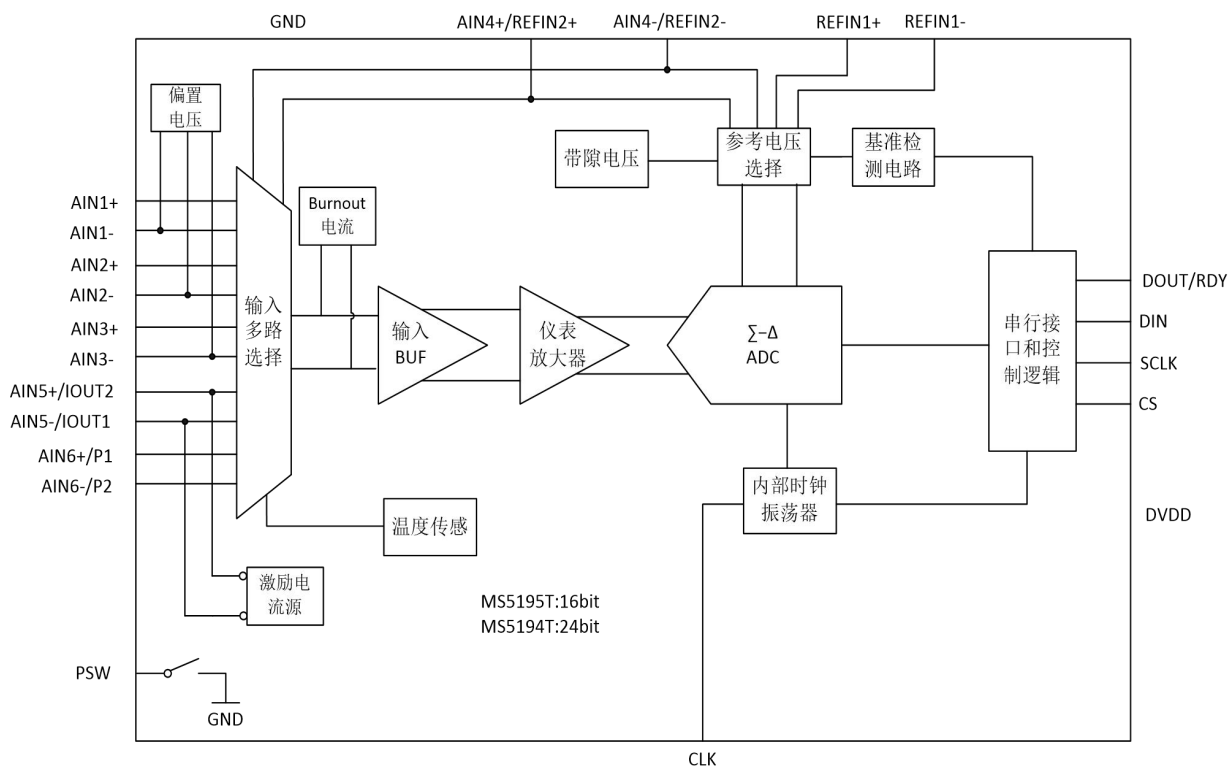 GND
AIN4+/REFIN2+
AIN4-/REFIN2-
REFIN1+
REFIN1-
偏置
电压
带隙电压
参考电压
选择
基准检
测电路
AIN1+
AIN1-
AIN2+
AIN2-
AIN3+
AIN3-
AIN5+/IOUT2
AIN5-/IOUT1
AIN6+/P1
AIN6-/P2
Burnout
电流
输入
多路
选择
输入
BUF
仪表
放大器
∑-Δ
ADC
串行接
口和控
制逻辑
DOUT/RDY
DIN
SCLK
CS
DVDD
内部时钟
振荡器
温度传感
激励电
流源
MS5195T:16bit
MS5194T:24bit
PSW
GND
CLK